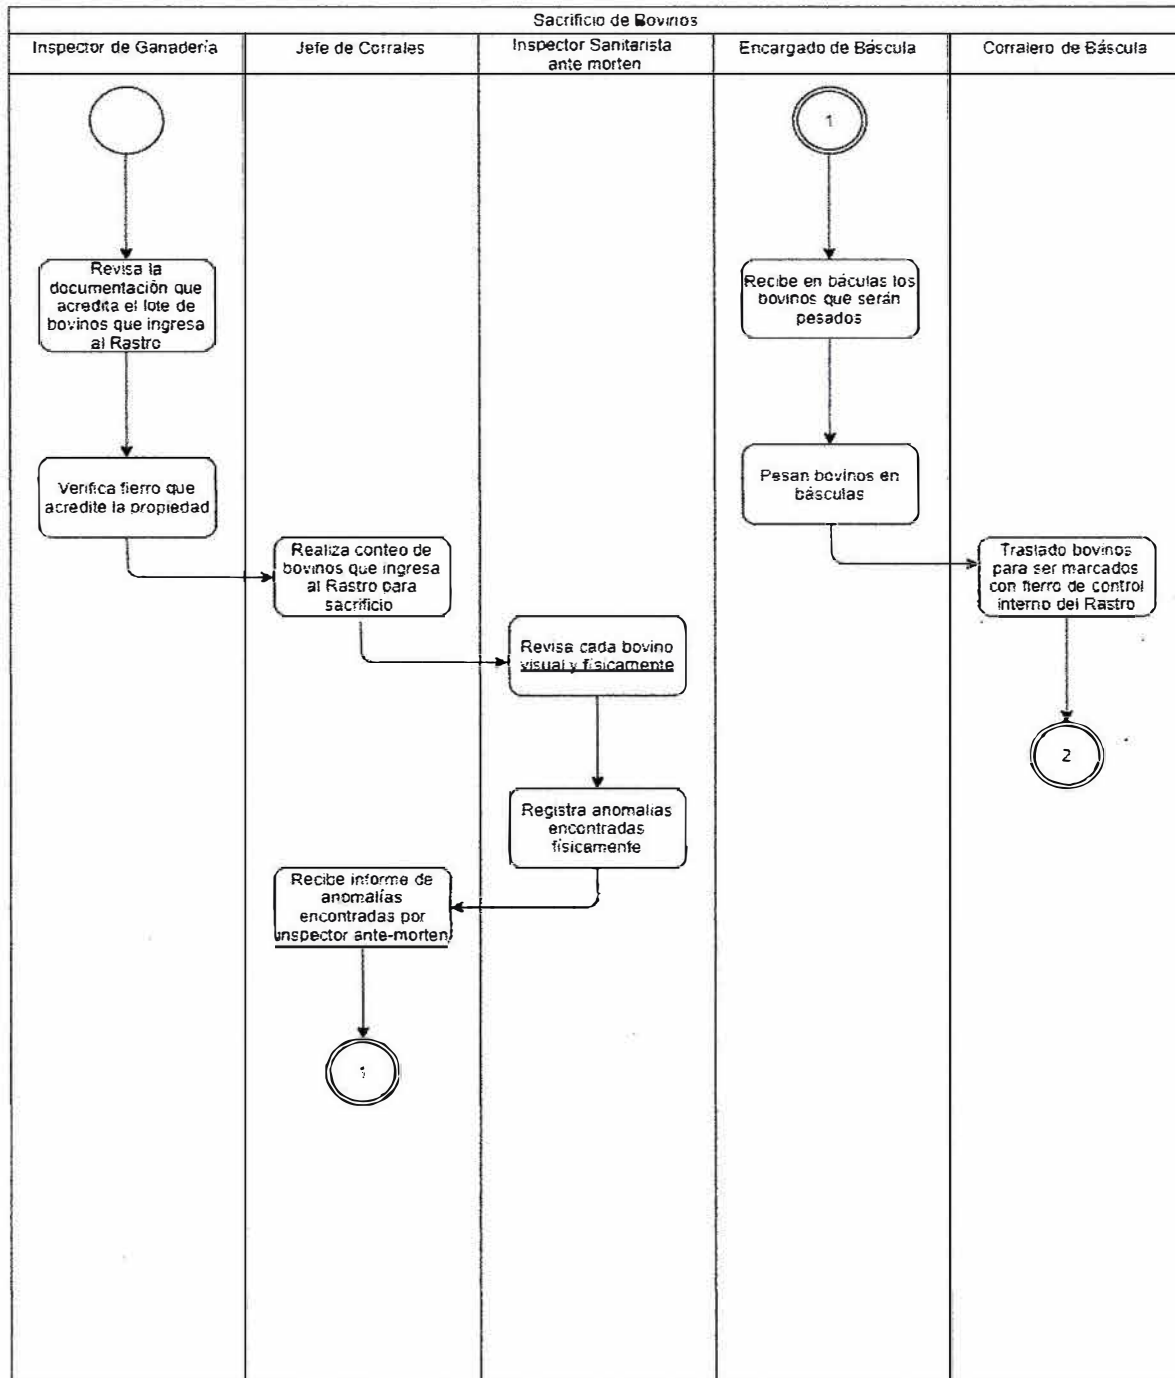 Sacrificio de Bovinos
Inspector de Ganadería
Jefe de Corrales
Inspector Sanitarista
ante morten
Encargado de Báscula
Corralero de Báscula
Revisa la
documentación que
acredita el lote de
bovinos que ingresa
al Rastro
Verifica fierro que
acredite la propiedad
Realiza conteo de
bovinos que ingresa
al Rastro para
sacrificio
Revisa cada bovino
visual y físicamente
Registra anomalías
encontradas
físicamente
Recibe informe de
anomalías
encontradas por
inspector ante-morten
1
1
Recibe en báculas los
bovinos que serán
pesados
Pesan bovinos en
básculas
Traslado bovinos
para ser marcados
con fierro de control
interno del Rastro
2